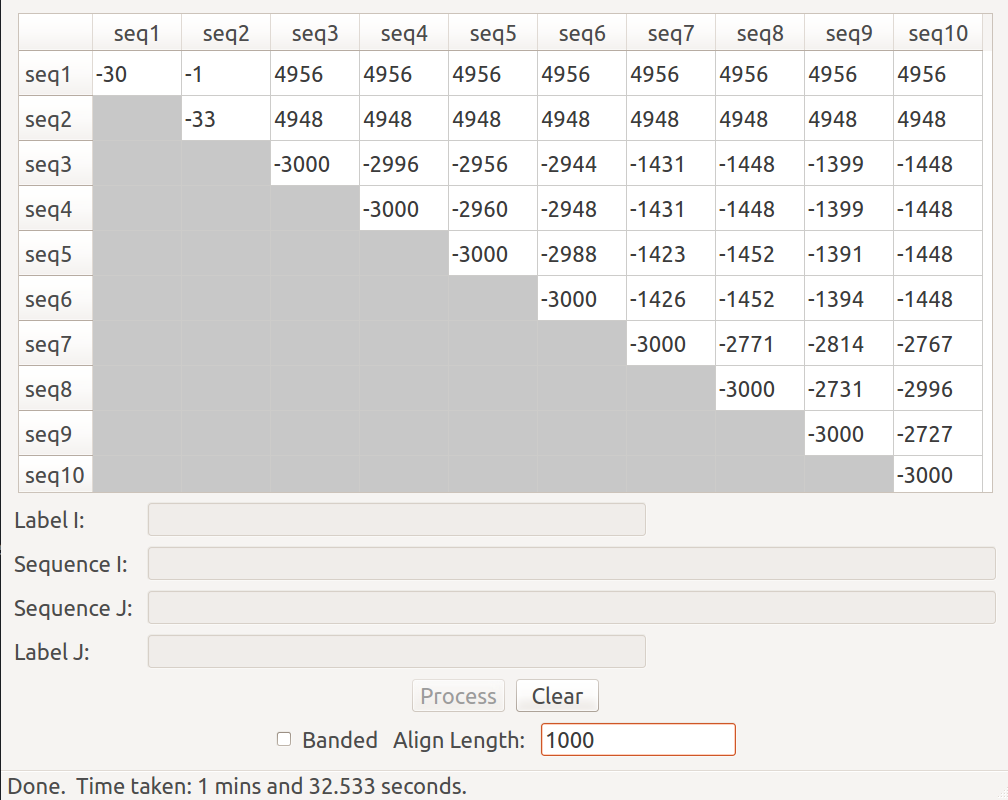 seq1 seq2 seq3 seq4 seq5 seq6 seq7 seq8 seq9 seq10
seq1 -30 -1 4956 4956 4956 4956 4956 4956 4956 4956
seq2 -33 4948 4948 4948 4948 4948 4948 4948 4948
seq3 -3000 -2996 -2956 -2944 -1431 -1448 -1399 -1448
seq4 -3000 -2960 -2948 -1431 -1448 -1399 -1448
seq5 -3000 -2988 -1423 -1452 -1391 -1448
seq6 -3000 -1426 -1452 -1394 -1448
seq7 -3000 -2771 -2814 -2767
seq8 -3000 -2731 -2996
seq9 -3000 -2727
seq10 -3000
Label I:
Sequence I:
Sequence J:
Label J:
Process Clear
Banded Align Length: 1000
Done. Time taken: 1 mins and 32.533 seconds.